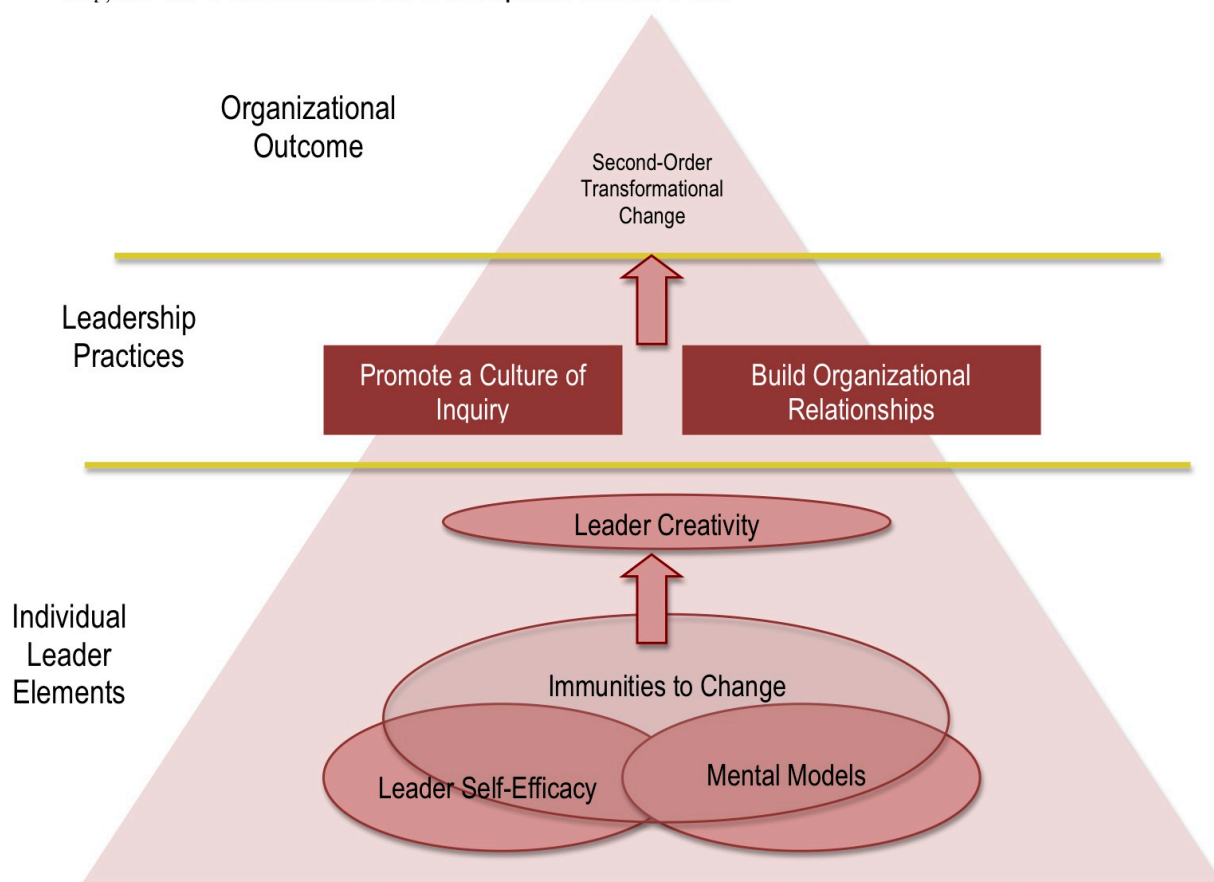 Organizational
Outcome
Second-Order
Transformational
Change
Leadership
Practices
Promote a Culture of
Inquiry
Build Organizational
Relationships
Leader Creativity
Individual
Leader
Elements
Immunities to Change
Leader Self-Efficacy
Mental Models